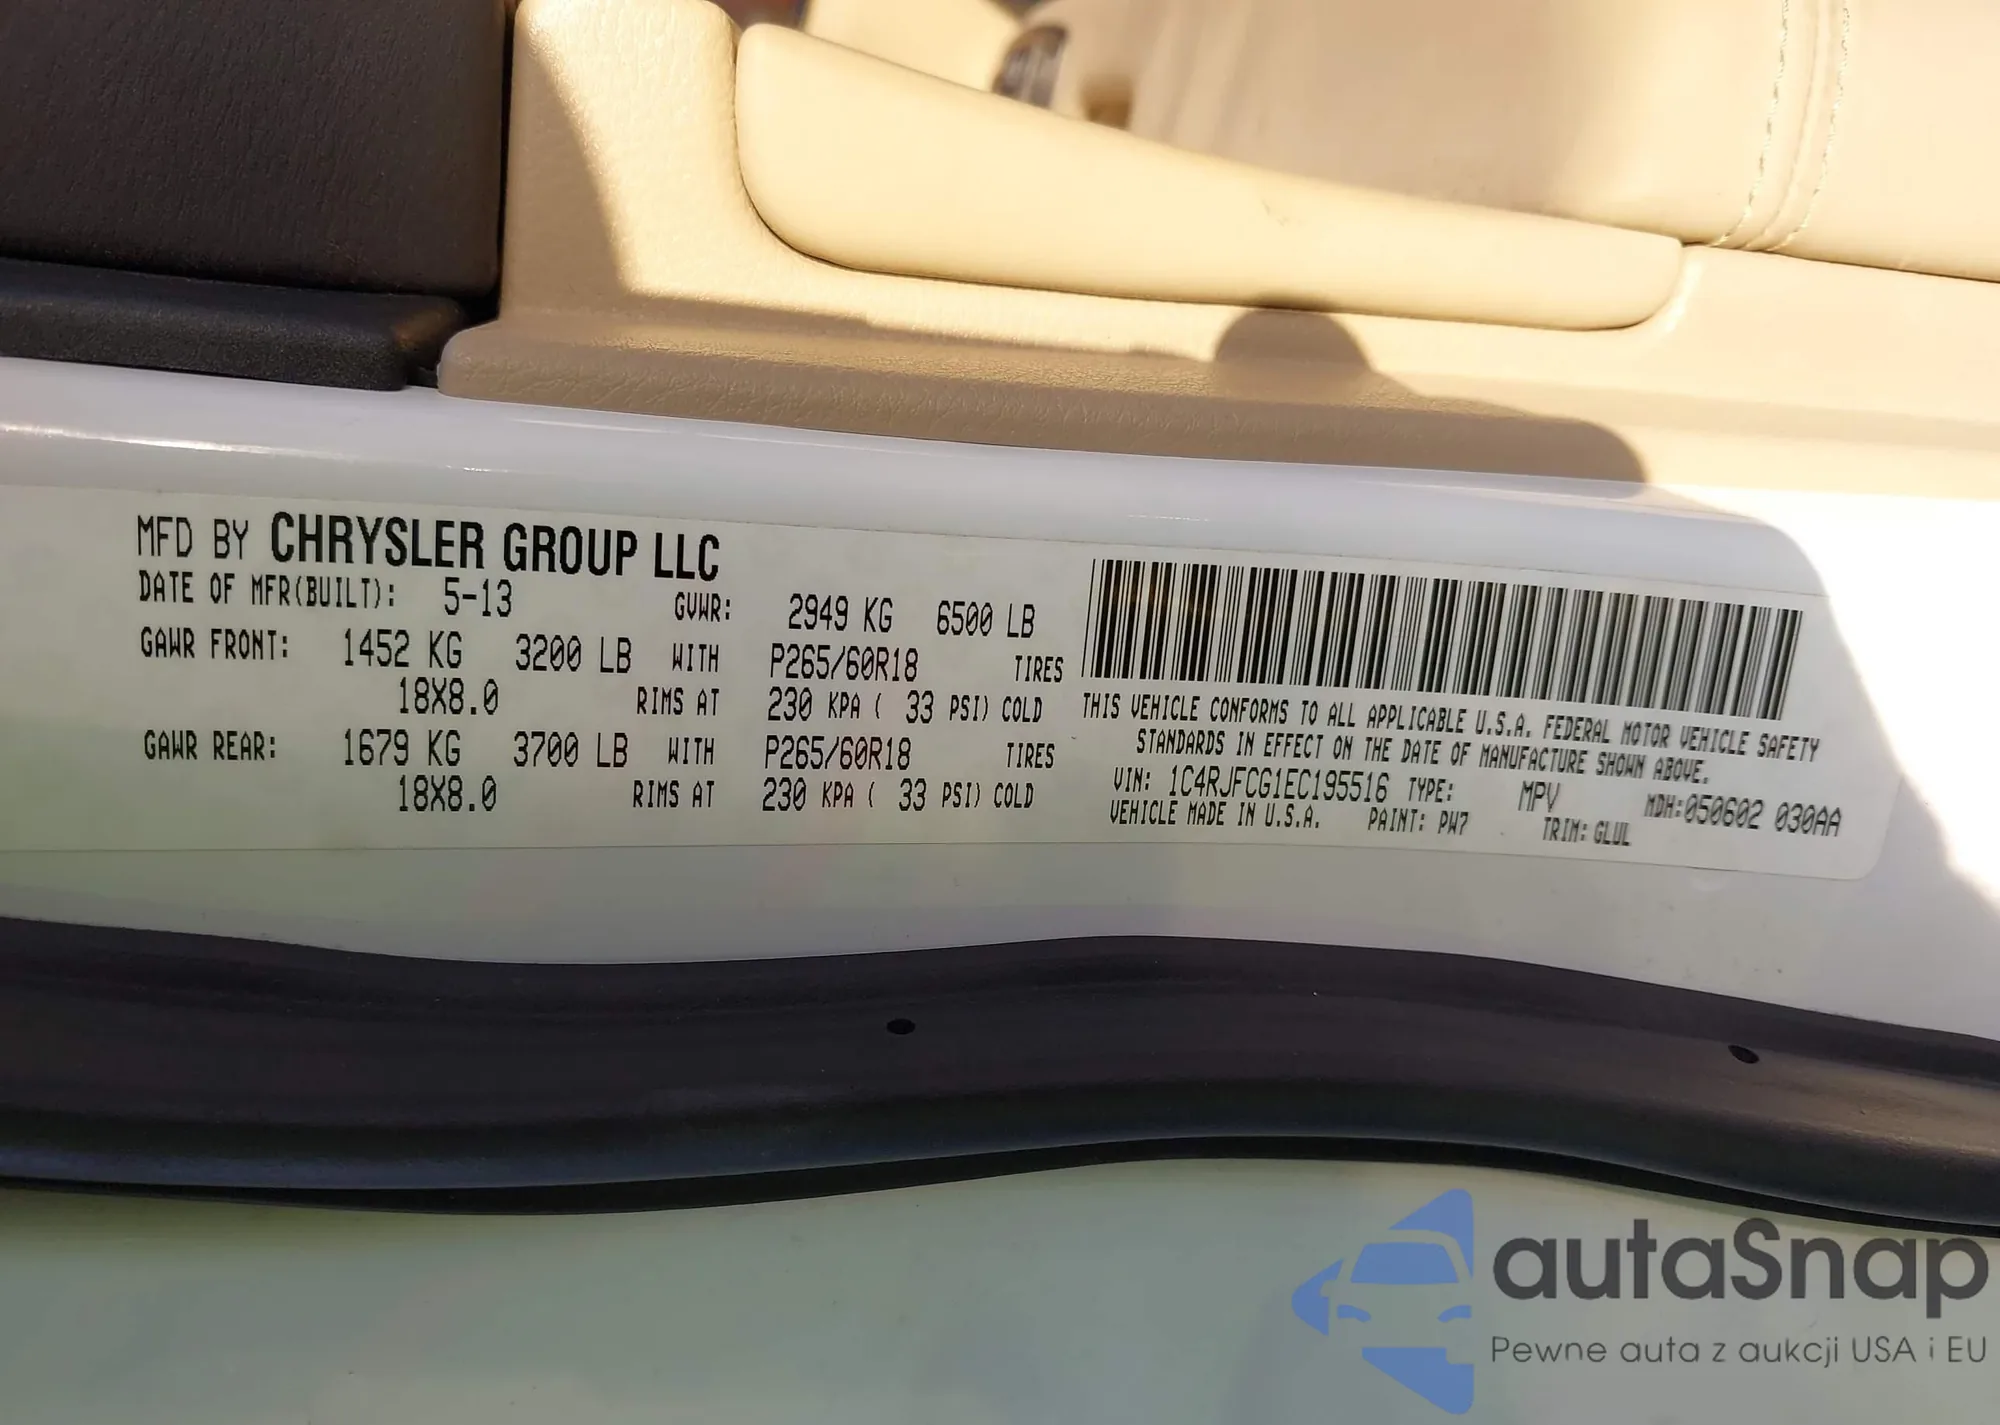 MFD BY CHRYSLER GROUP LLC
DATE OF MFR(BUILT): 5-13 GVWR: 2949 KG 6500 LB
GAWR FRONT: 1452 KG 3200 LB WITH P265/60R18 TIRES
18X8.0 RIMS AT 230 KPA ( 33 PSI) COLD
GAWR REAR: 1679 KG 3700 LB WITH P265/60R18 TIRES
18X8.0 RIMS AT 230 KPA ( 33 PSI) COLD
THIS VEHICLE CONFORMS TO ALL APPLICABLE U.S.A. FEDERAL MOTOR VEHICLE SAFETY
STANDARDS IN EFFECT ON THE DATE OF MANUFACTURE SHOWN ABOVE.
VIN: 1C4RJFCG1EC195516 TYPE: MPV MDH:050602 030AA
VEHICLE MADE IN U.S.A. PAINT: PW7 TRIM: GLUL
autaSnap
Pewne auta z aukcji USA i EU